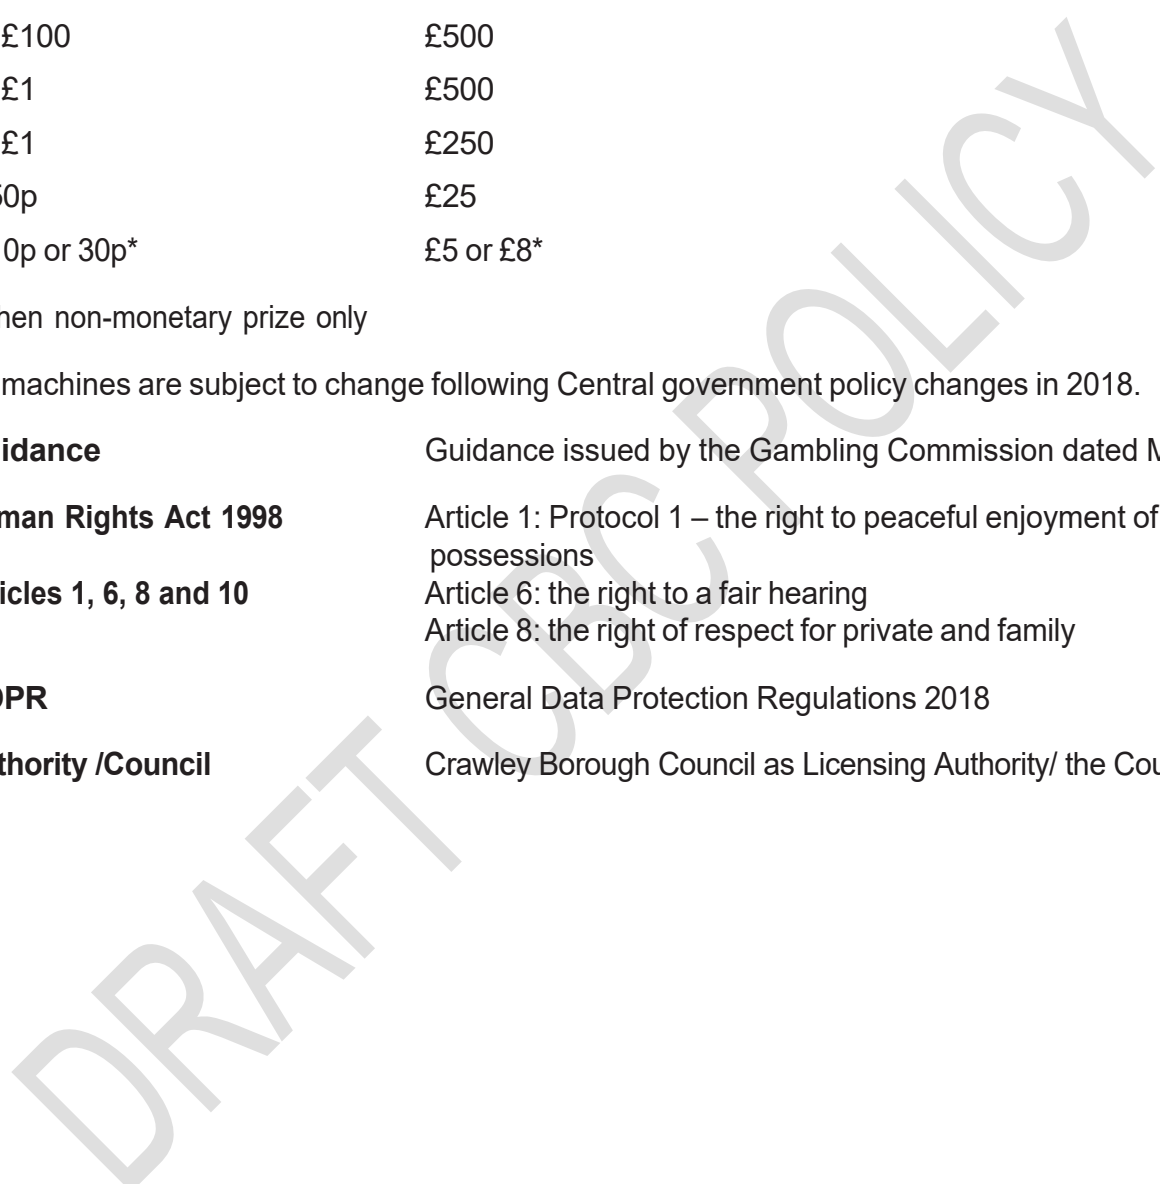 £100 £500
£1 £500
£1 £250
50p £25
0p or 30p* £5 or £8*
hen non-monetary prize only
machines are subject to change following Central government policy changes in 2018.
idance Guidance issued by the Gambling Commission dated M
man Rights Act 1998 Article 1: Protocol 1 – the right to peaceful enjoyment of
possessions
icles 1, 6, 8 and 10 Article 6: the right to a fair hearing
Article 8: the right of respect for private and family
DPR General Data Protection Regulations 2018
thority /Council Crawley Borough Council as Licensing Authority/ the Cou
DRAFT CBC POLICY